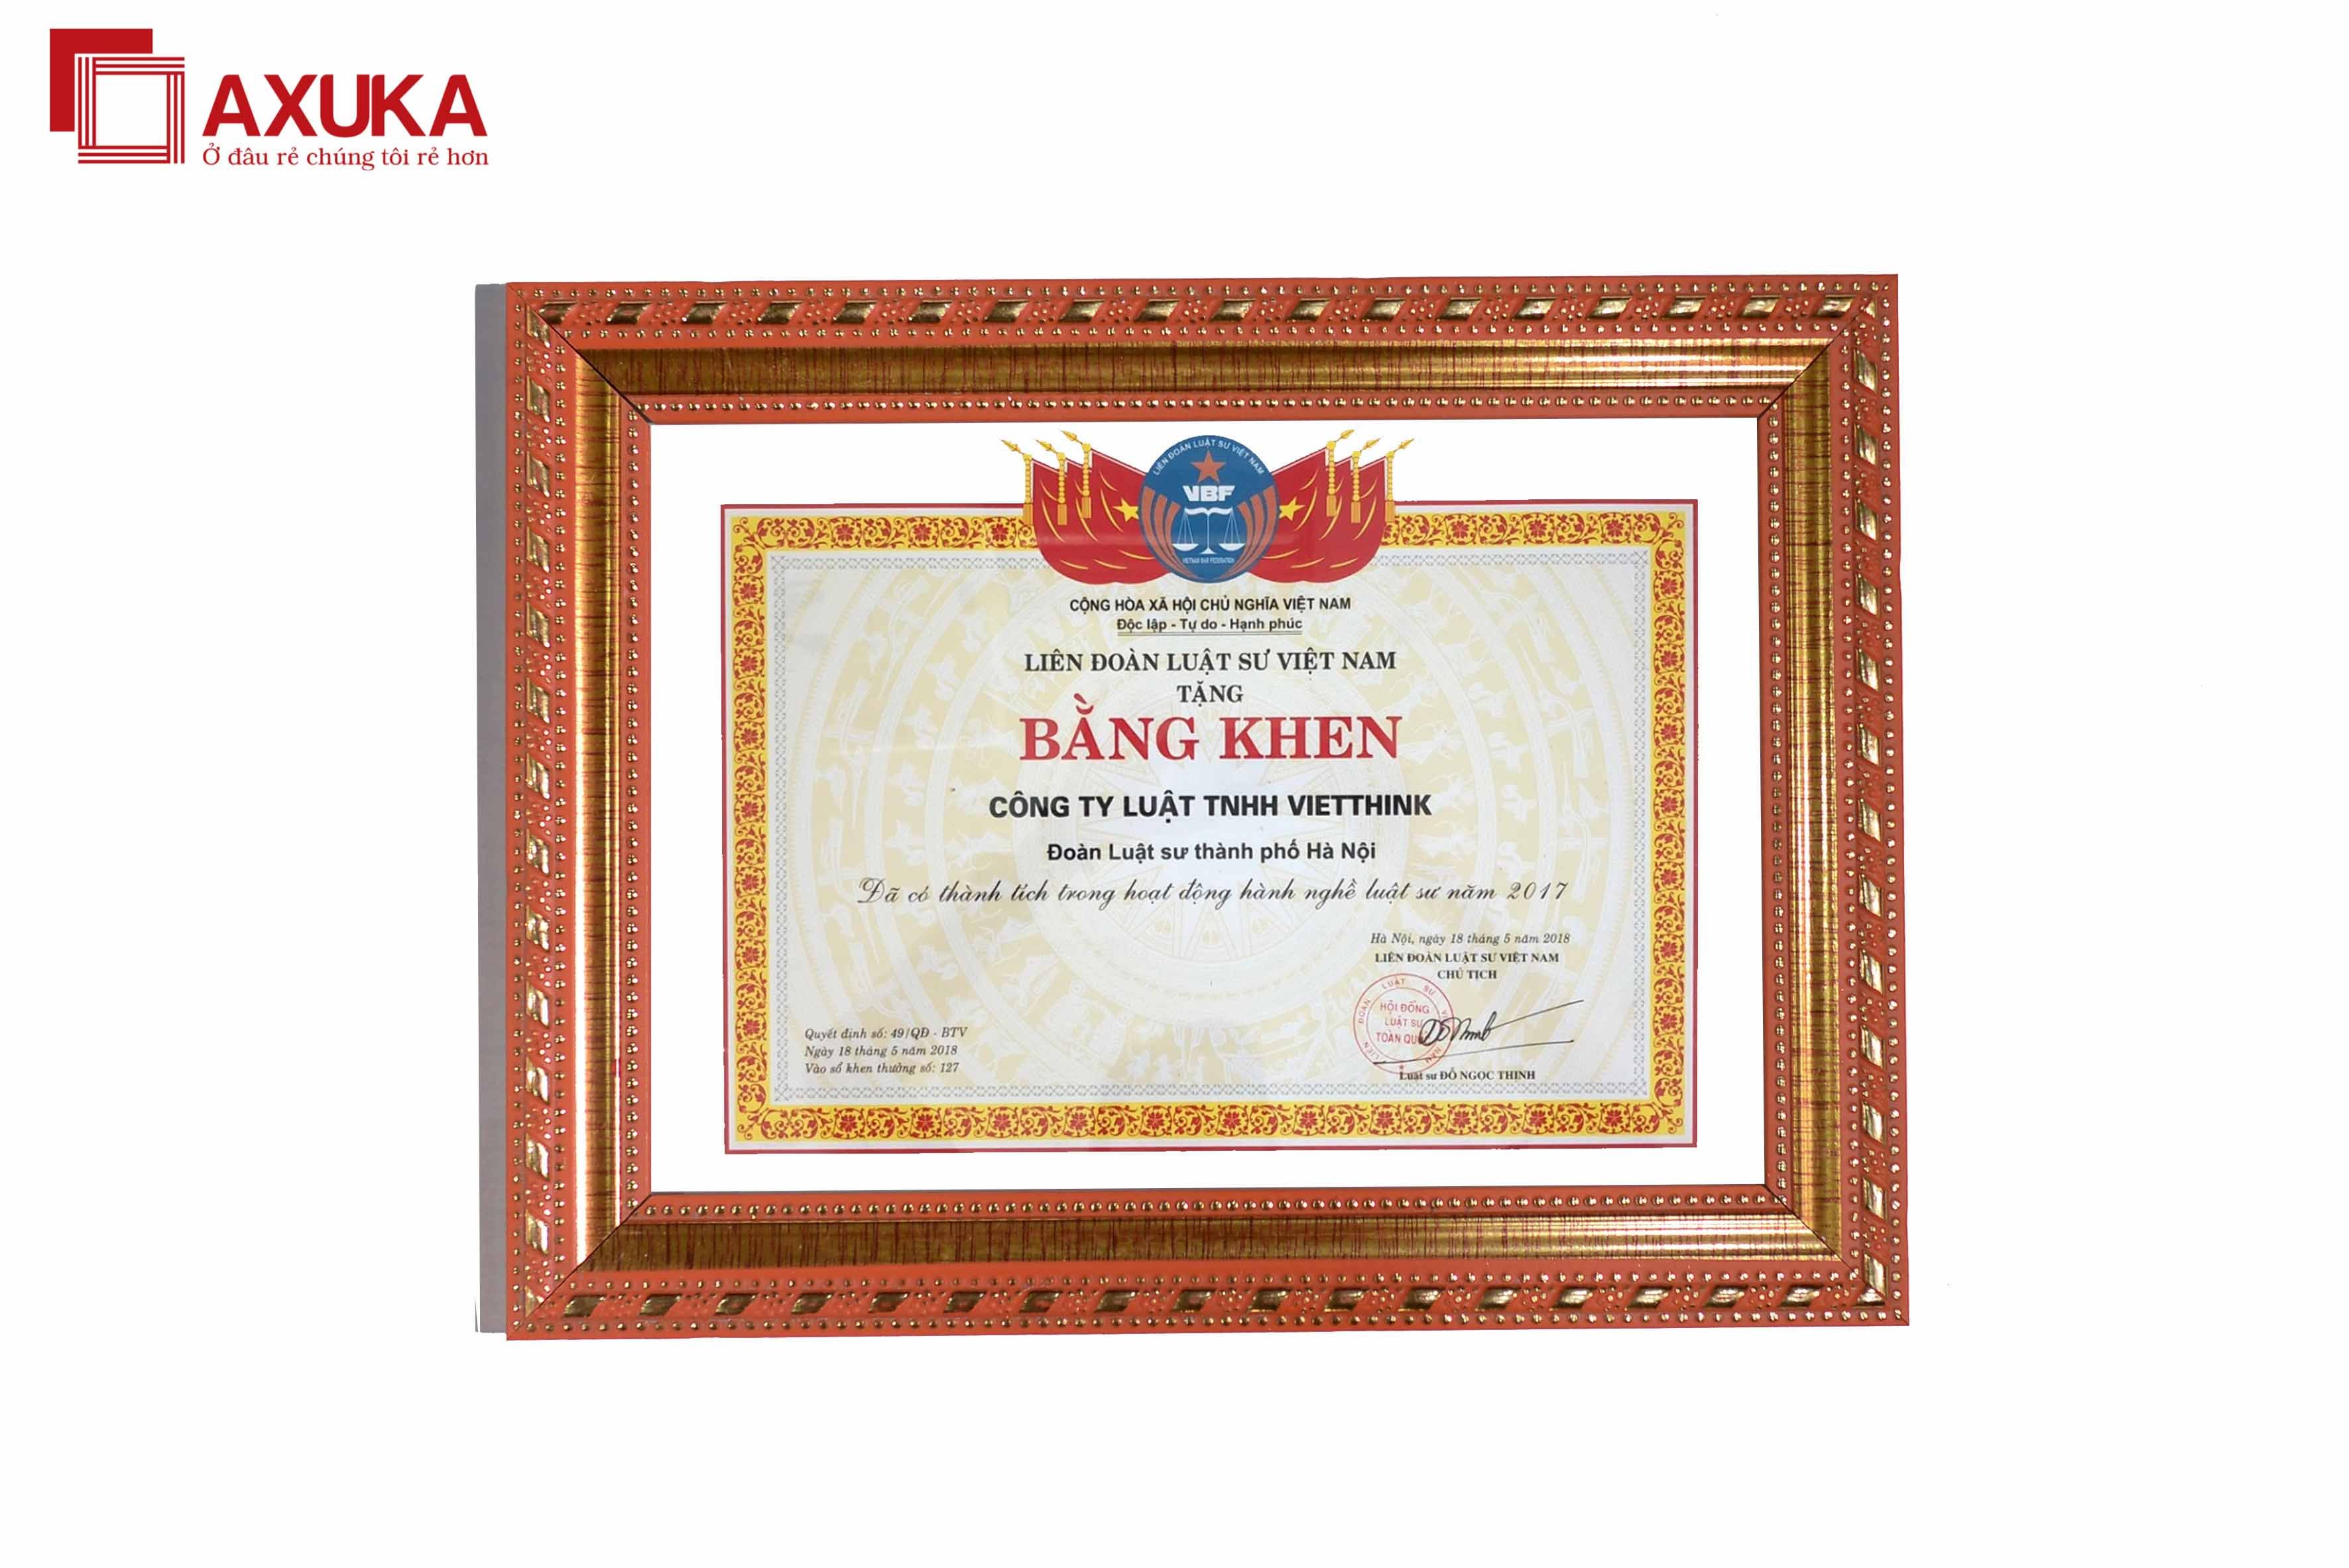 AXUKA
Ở đâu rẻ chúng tôi rẻ hơn
LIÊN ĐOÀN LUẬT SƯ VIỆT NAM
VBF
VIETNAM BAR FEDERATION
CỘNG HÒA XÃ HỘI CHỦ NGHĨA VIỆT NAM
Độc lập - Tự do - Hạnh phúc
LIÊN ĐOÀN LUẬT SƯ VIỆT NAM
TẶNG
BẰNG KHEN
CÔNG TY LUẬT TNHH VIETTHINK
Đoàn Luật sư thành phố Hà Nội
Đã có thành tích trong hoạt động hành nghề luật sư năm 2017
Hà Nội, ngày 18 tháng 5 năm 2018
LIÊN ĐOÀN LUẬT SƯ VIỆT NAM
CHỦ TỊCH
LIÊN ĐOÀN LUẬT SƯ VIỆT NAM
HỘI ĐỒNG
LUẬT SƯ
TOÀN
Luật sư ĐỖ NGỌC THỊNH
Quyết định số: 49/QĐ - BTV
Ngày 18 tháng 5 năm 2018
Vào sổ khen thưởng số: 127